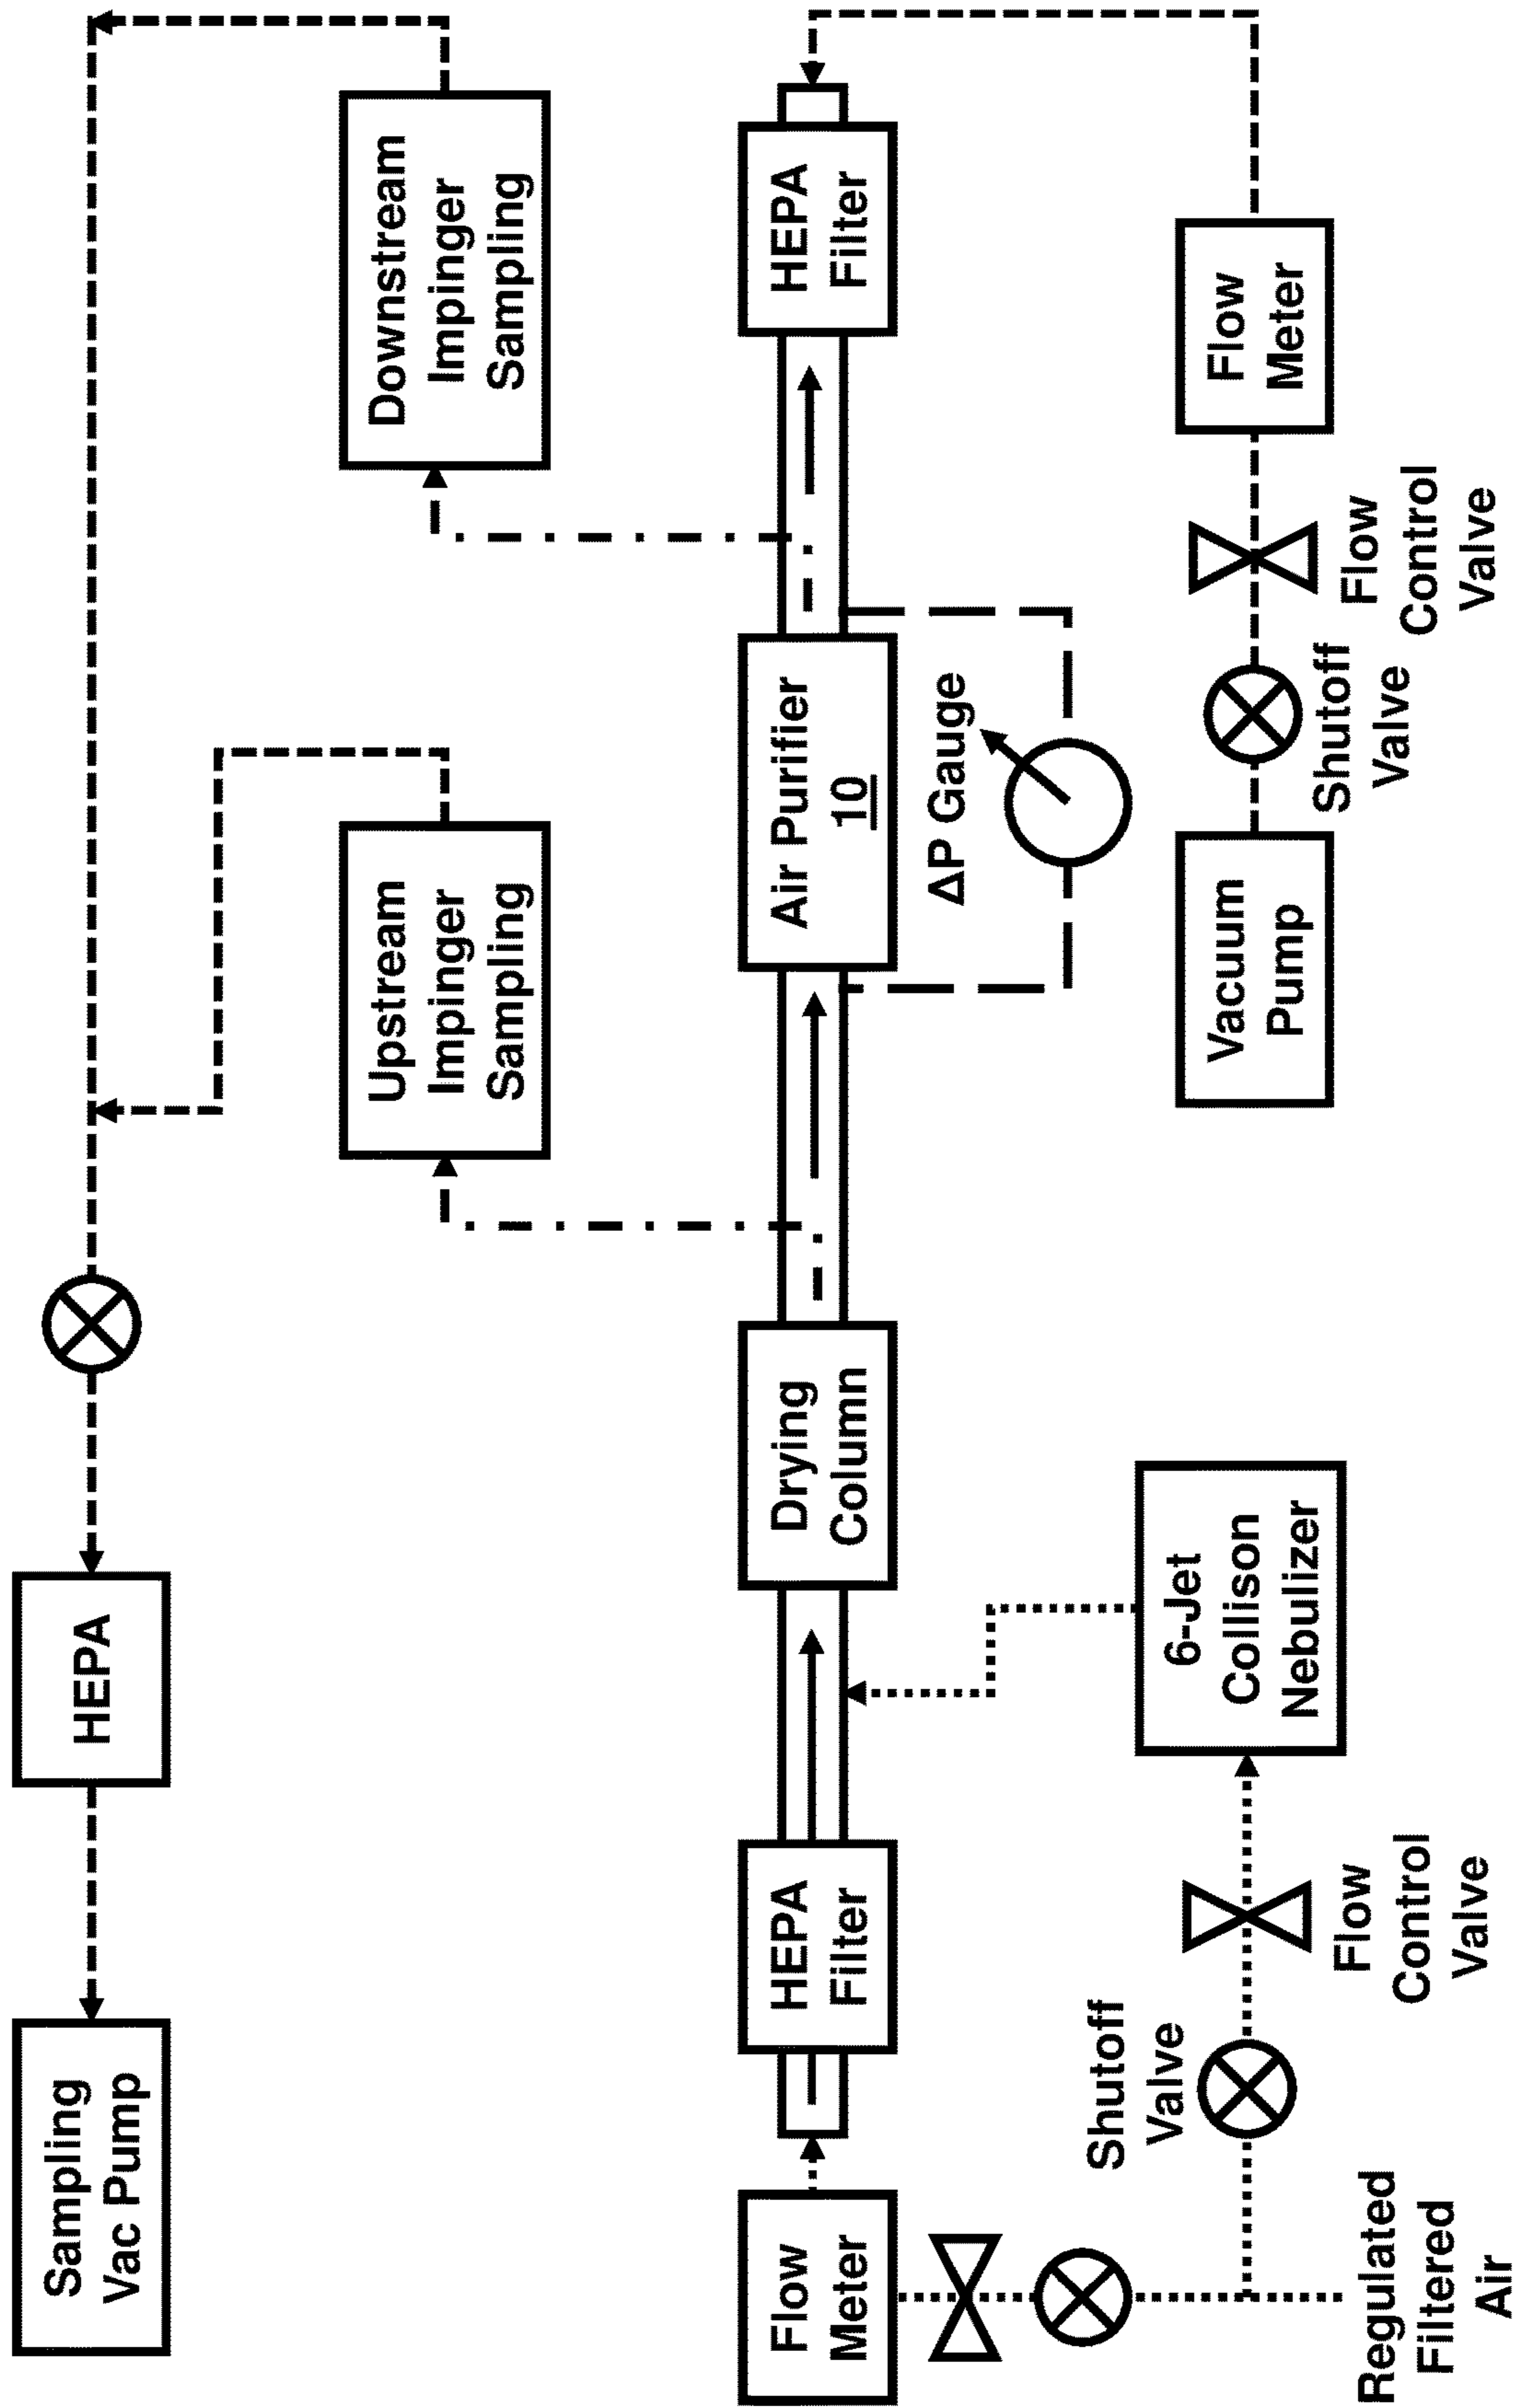 Sampling
Vac Pump
HEPA
Upstream
Impinger
Sampling
Downstream
Impinger
Sampling
Flow
Meter
HEPA
Filter
Drying
Column
Air Purifier
10
HEPA
Filter
ΔP Gauge
Regulated
Filtered
Air
Shutoff
Valve
Flow
Control
Valve
6-Jet
Collison
Nebulizer
Vacuum
Pump
Shutoff
Valve
Flow
Control
Valve
Flow
Meter